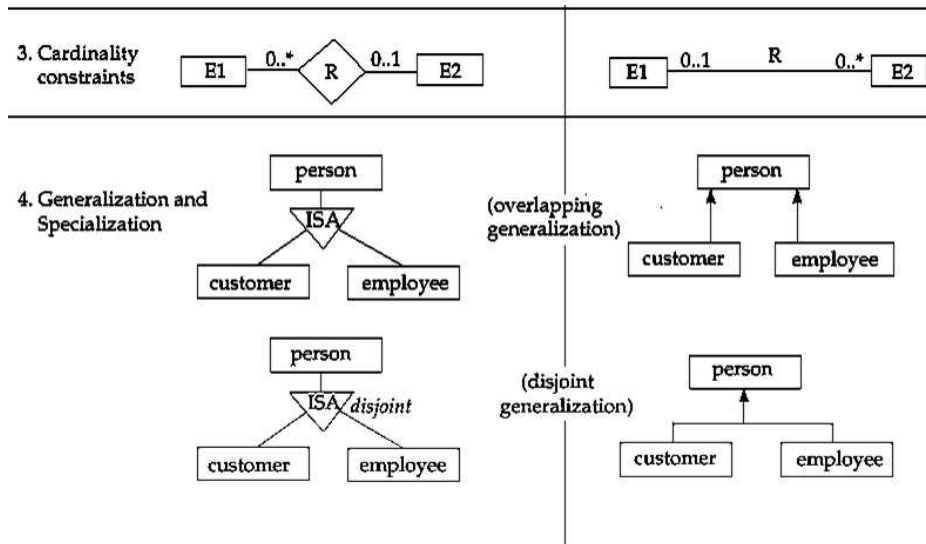 3. Cardinality
constraints
E1 0..* R 0..1 E2
E1 0..1 R 0..* E2
4. Generalization and
Specialization
person
ISA
customer employee
(overlapping
generalization)
person
customer employee
person
ISA disjoint
customer employee
(disjoint
generalization)
person
customer employee